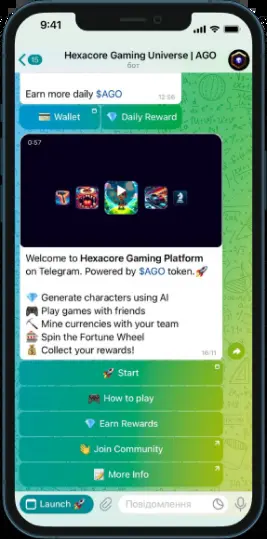 9:41
15
Hexacore Gaming Universe | AGO
бот
Earn more daily $AGO
12:56
💳 Wallet
💎 Daily Reward
0:57
Welcome to Hexacore Gaming Platform
on Telegram. Powered by $AGO token.🚀
💎 Generate characters using AI
🎮 Play games with friends
⛏️ Mine currencies with your team
🎰 Spin the Fortune Wheel
💰 Collect your rewards!
16:11
🚀 Start
🎮 How to play
💎 Earn Rewards
👋 Join Community
📝 More Info
Launch 🚀
Повідомлення